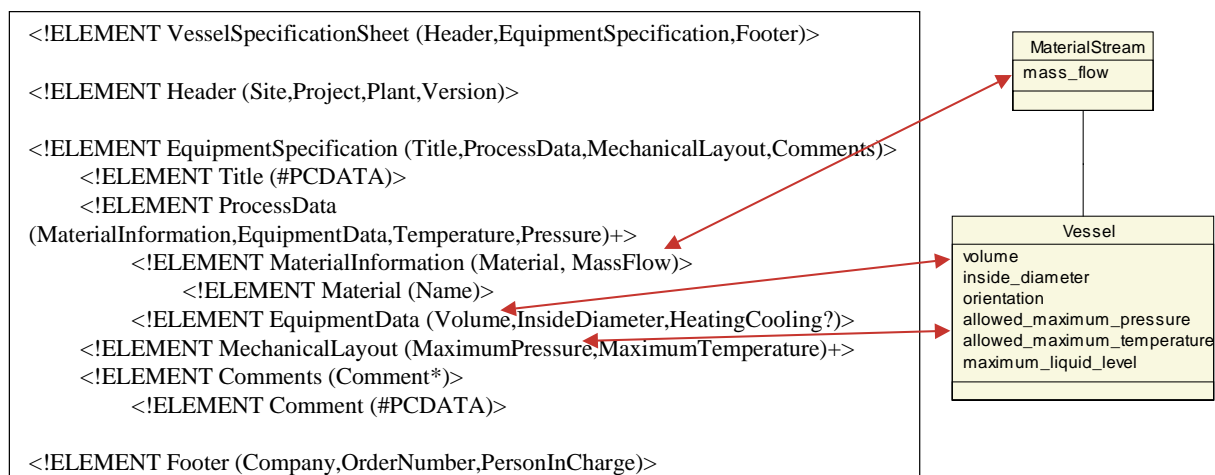 <!ELEMENT VesselSpecificationSheet (Header,EquipmentSpecification,Footer)>
<!ELEMENT Header (Site,Project,Plant,Version)>
<!ELEMENT EquipmentSpecification (Title,ProcessData,MechanicalLayout,Comments)>
<!ELEMENT Title (#PCDATA)>
<!ELEMENT ProcessData
(MaterialInformation,EquipmentData,Temperature,Pressure)+>
<!ELEMENT MaterialInformation (Material, MassFlow)>
<!ELEMENT Material (Name)>
<!ELEMENT EquipmentData (Volume,InsideDiameter,HeatingCooling?)>
<!ELEMENT MechanicalLayout (MaximumPressure,MaximumTemperature)+>
<!ELEMENT Comments (Comment*)>
<!ELEMENT Comment (#PCDATA)>
<!ELEMENT Footer (Company,OrderNumber,PersonInCharge)>
MaterialStream
mass_flow
Vessel
volume
inside_diameter
orientation
allowed_maximum_pressure
allowed_maximum_temperature
maximum_liquid_level